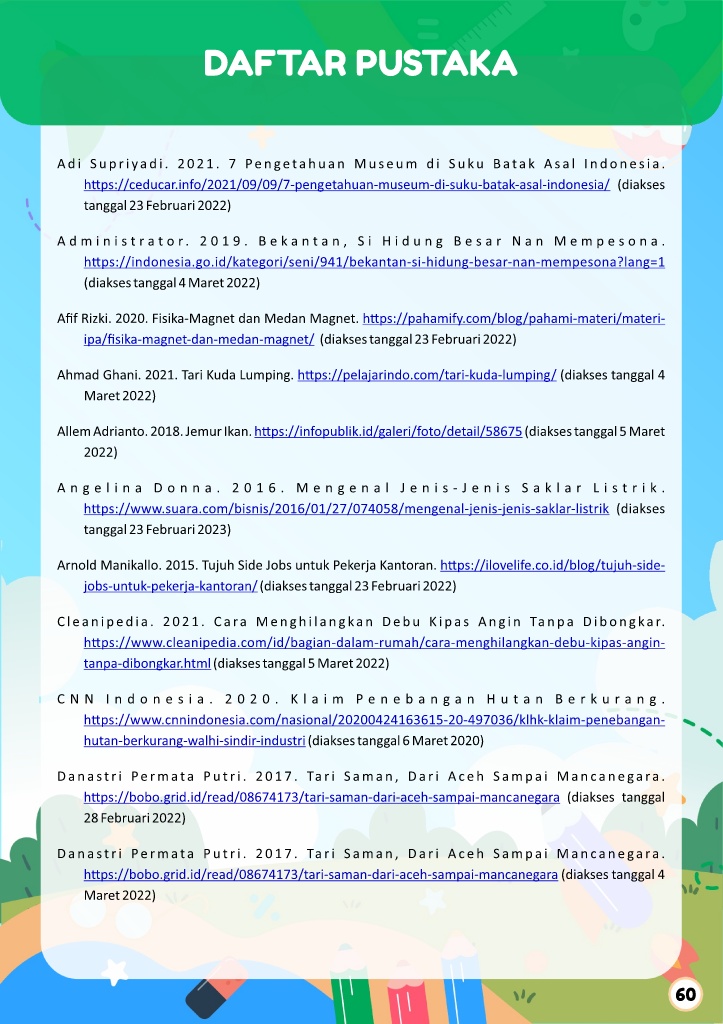 DAFTAR PUSTAKA
Adi Supriyadi. 2021. 7 Pengetahuan Museum di Suku Batak Asal Indonesia.
https://ceducar.info/2021/09/09/7-pengetahuan-museum-di-suku-batak-asal-indonesia/ (diakses
tanggal 23 Februari 2022)
Administrator. 2019. Bekantan, Si Hidung Besar Nan Mempesona.
https://indonesia.go.id/kategori/seni/941/bekantan-si-hidung-besar-nan-mempesona?lang=1
(diakses tanggal 4 Maret 2022)
Afif Rizki. 2020. Fisika-Magnet dan Medan Magnet. https://pahamify.com/blog/pahami-materi/materi-
ipa/fisika-magnet-dan-medan-magnet/ (diakses tanggal 23 Februari 2022)
Ahmad Ghani. 2021. Tari Kuda Lumping. https://pelajarindo.com/tari-kuda-lumping/ (diakses tanggal 4
Maret 2022)
Allem Adrianto. 2018. Jemur Ikan. https://infopublik.id/galeri/foto/detail/58675 (diakses tanggal 5 Maret
2022)
Angelina Donna. 2016. Mengenal Jenis-Jenis Saklar Listrik.
https://www.suara.com/bisnis/2016/01/27/074058/mengenal-jenis-jenis-saklar-listrik (diakses
tanggal 23 Februari 2023)
Arnold Manikallo. 2015. Tujuh Side Jobs untuk Pekerja Kantoran. https://ilovelife.co.id/blog/tujuh-side-
jobs-untuk-pekerja-kantoran/ (diakses tanggal 23 Februari 2022)
Cleanipedia. 2021. Cara Menghilangkan Debu Kipas Angin Tanpa Dibongkar.
https://www.cleanipedia.com/id/bagian-dalam-rumah/cara-menghilangkan-debu-kipas-angin-
tanpa-dibongkar.html (diakses tanggal 5 Maret 2022)
CNN Indonesia. 2020. Klaim Penebangan Hutan Berkurang.
https://www.cnnindonesia.com/nasional/20200424163615-20-497036/klhk-klaim-penebangan-
hutan-berkurang-walhi-sindir-industri (diakses tanggal 6 Maret 2020)
Danastri Permata Putri. 2017. Tari Saman, Dari Aceh Sampai Mancanegara.
https://bobo.grid.id/read/08674173/tari-saman-dari-aceh-sampai-mancanegara (diakses tanggal
28 Februari 2022)
Danastri Permata Putri. 2017. Tari Saman, Dari Aceh Sampai Mancanegara.
https://bobo.grid.id/read/08674173/tari-saman-dari-aceh-sampai-mancanegara (diakses tanggal 4
Maret 2022)
60